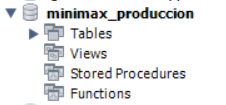 minimax_produccion
Tables
Views
Stored Procedures
Functions